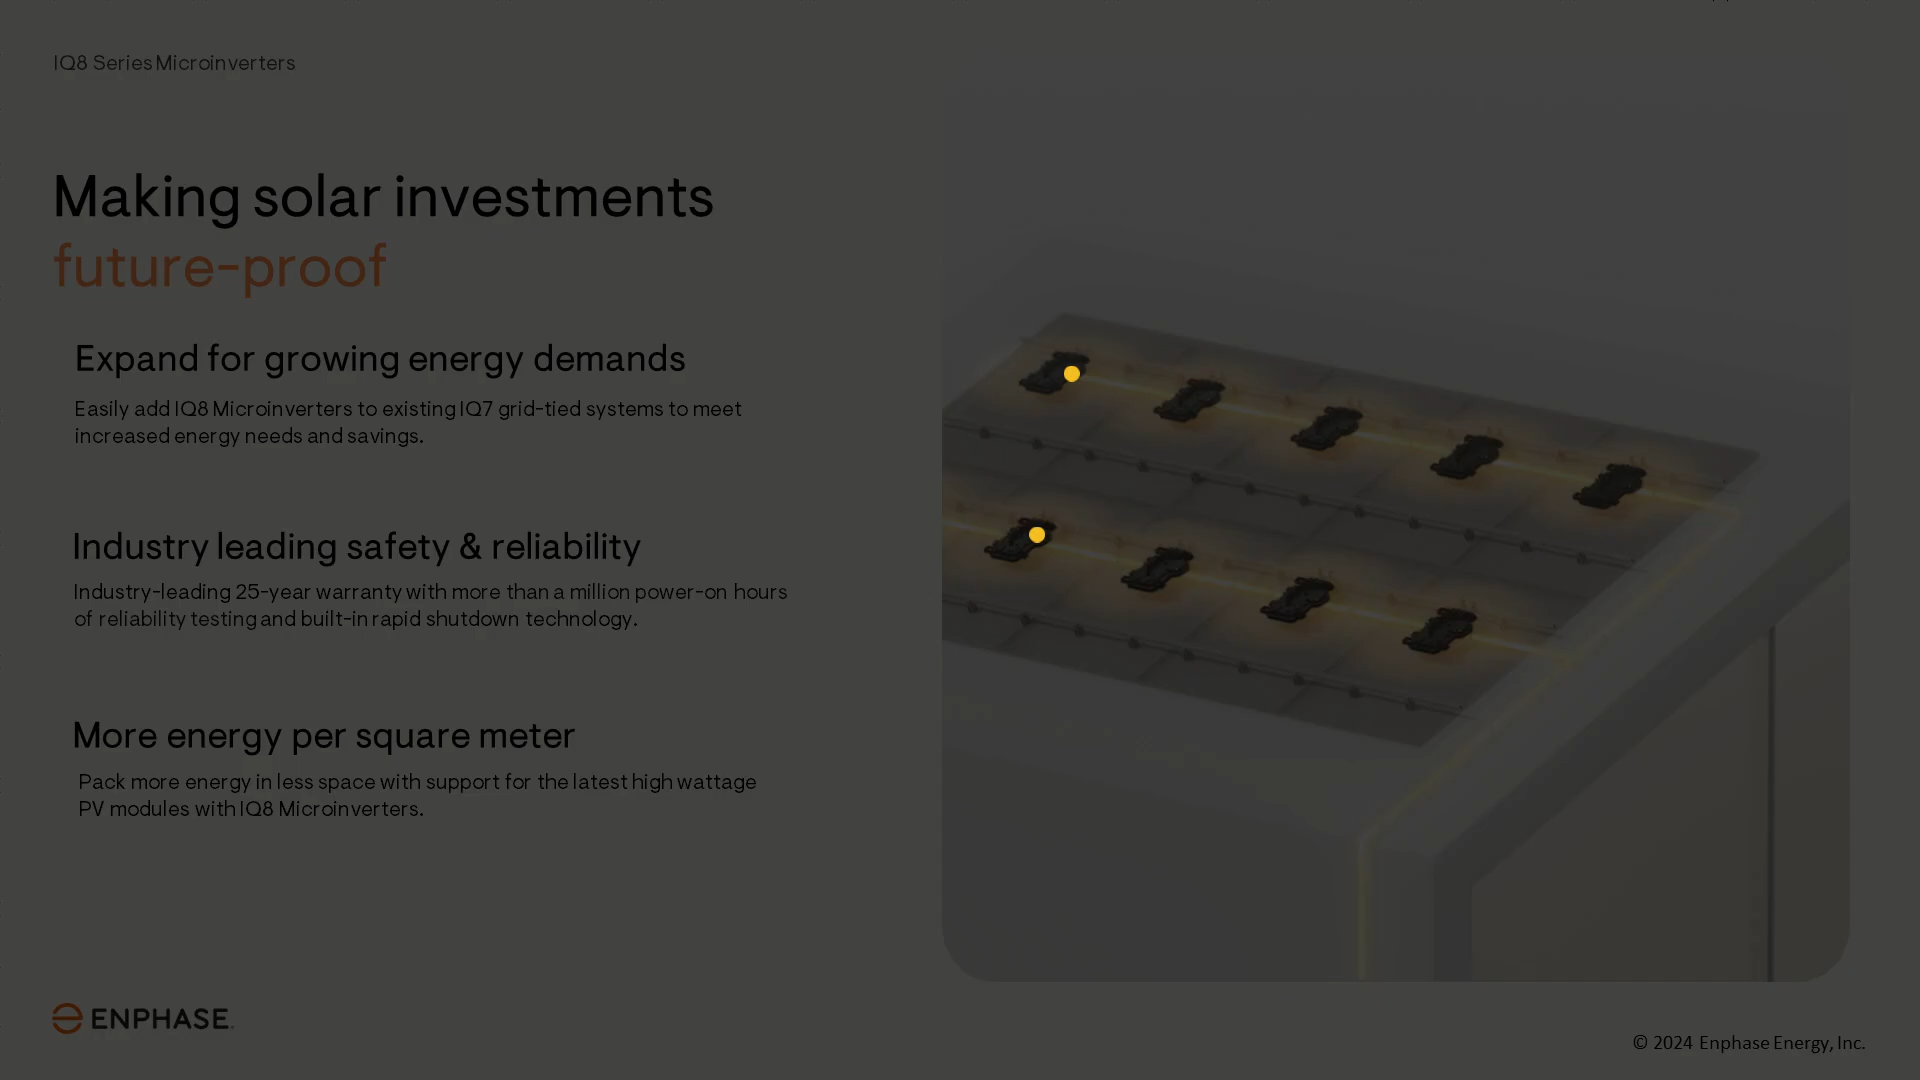 IQ8 Series Microinverters
Making solar investments
future-proof
Expand for growing energy demands
Easily add IQ8 Microinverters to existing IQ7 grid-tied systems to meet
increased energy needs and savings.
Industry leading safety & reliability
Industry-leading 25-year warranty with more than a million power-on hours
of reliability testing and built-in rapid shutdown technology.
More energy per square meter
Pack more energy in less space with support for the latest high wattage
PV modules with IQ8 Microinverters.
ENPHASE.
© 2024 Enphase Energy, Inc.